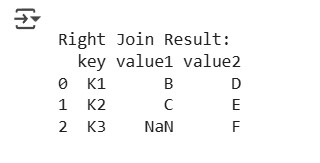 Right Join Result:
key value1 value2
0 K1 B D
1 K2 C E
2 K3 NaN F